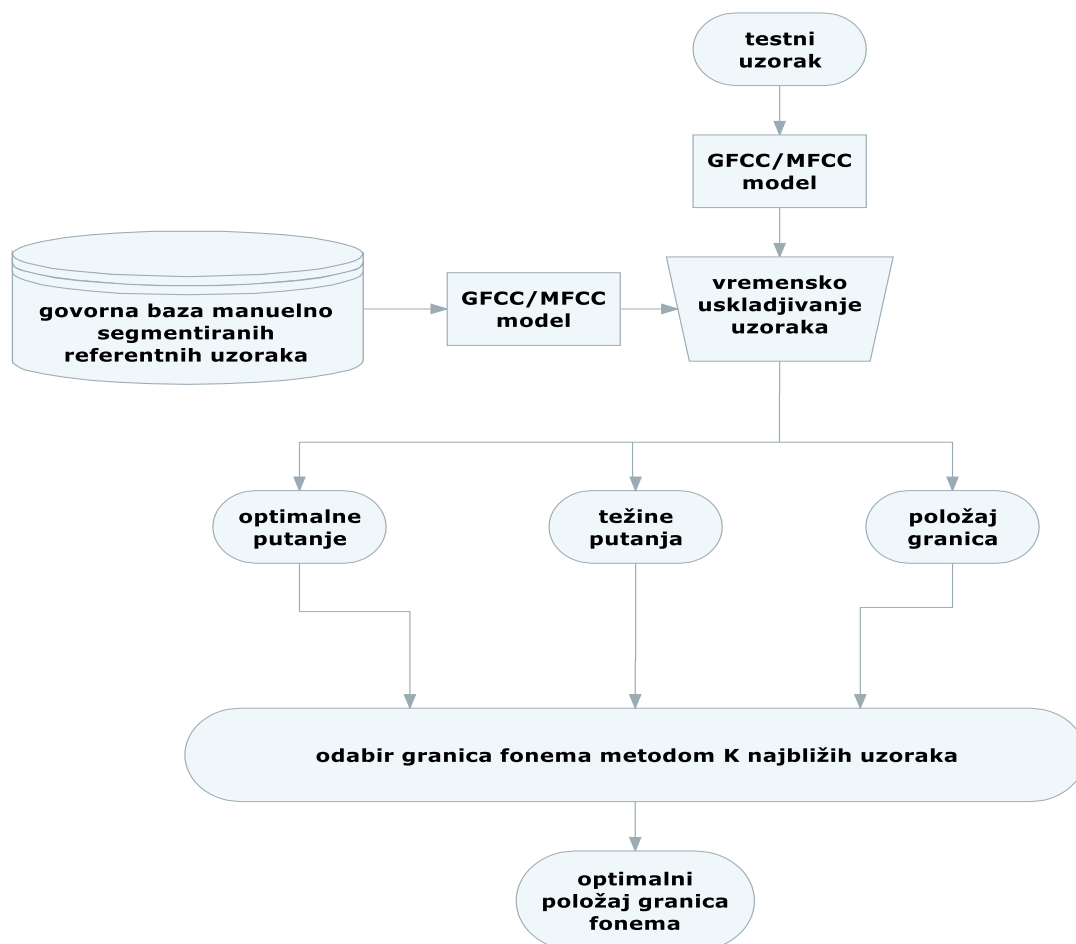 testni
uzorak
GFCC/MFCC
model
govorna baza manuelno
segmentiranih
referentnih uzoraka
GFCC/MFCC
model
vremensko
uskladjivanje
uzoraka
optimalne
putanje
težine
putanja
položaj
granica
odabir granica fonema metodom K najbližih uzoraka
optimalni
položaj granica
fonema